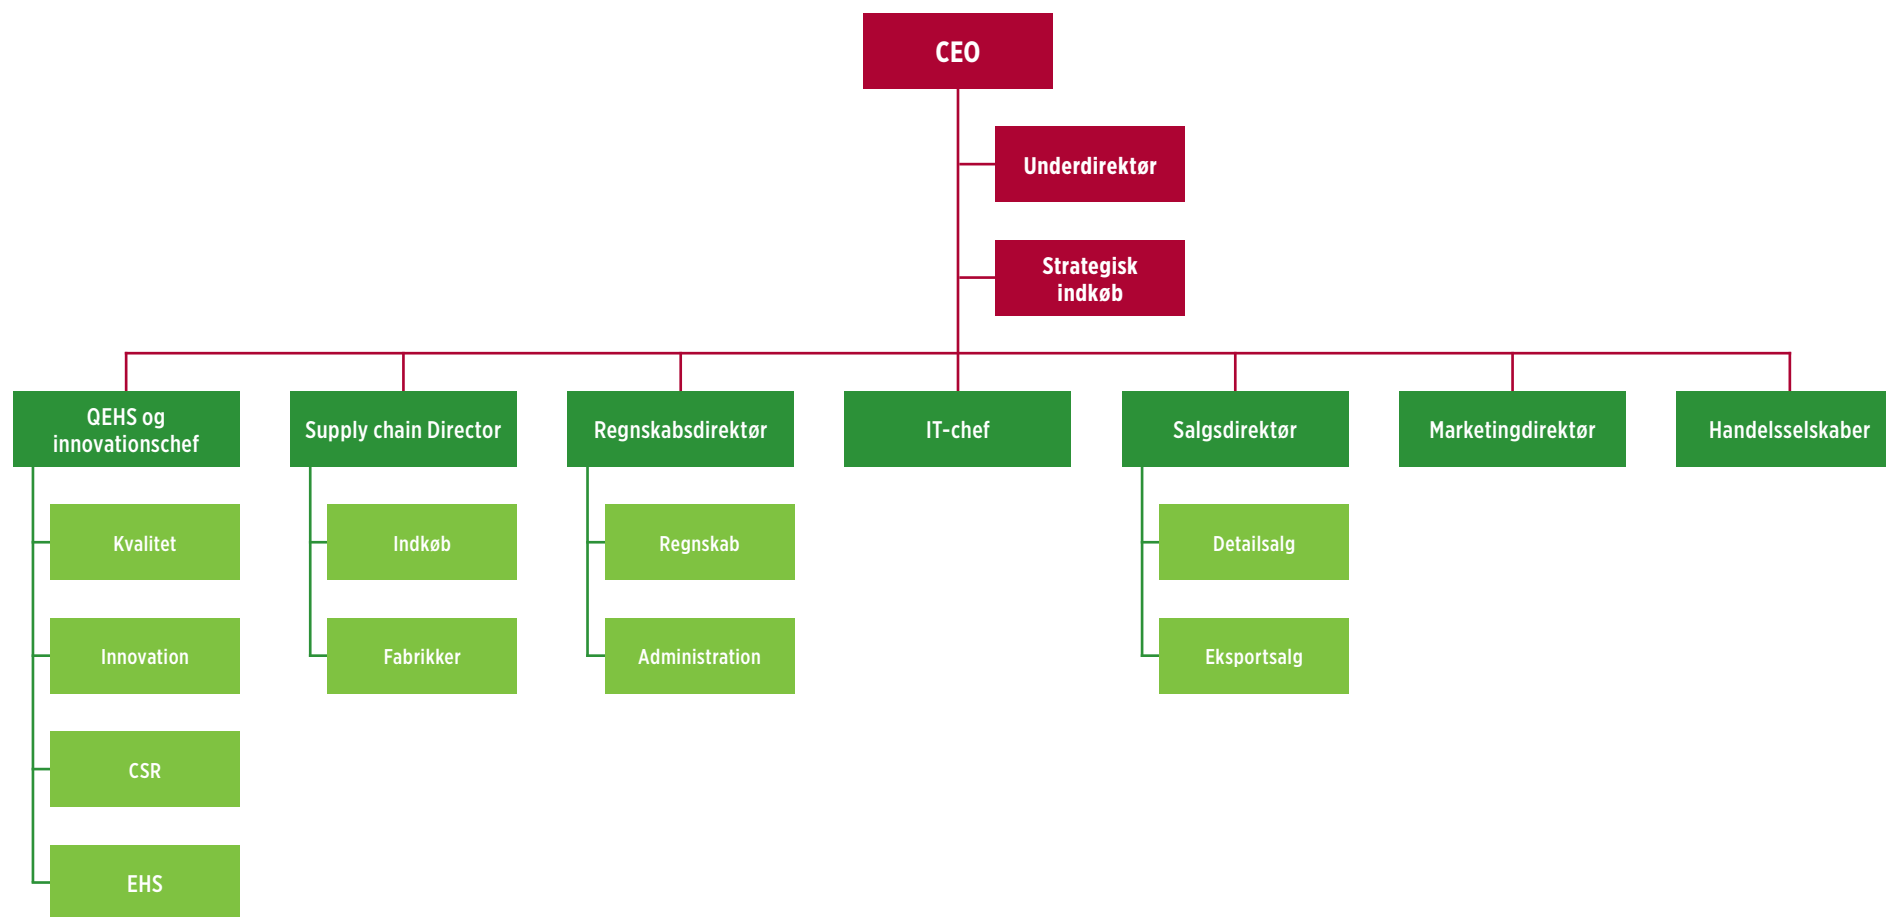 CEO
Underdirektør
Strategisk
indkøb
QEHS og
innovationschef
Supply chain Director
Regnskabsdirektør
IT-chef
Salgsdirektør
Marketingdirektør
Handelsselskaber
Kvalitet
Indkøb
Regnskab
Detailsalg
Innovation
Fabrikker
Administration
Eksportsalg
CSR
EHS